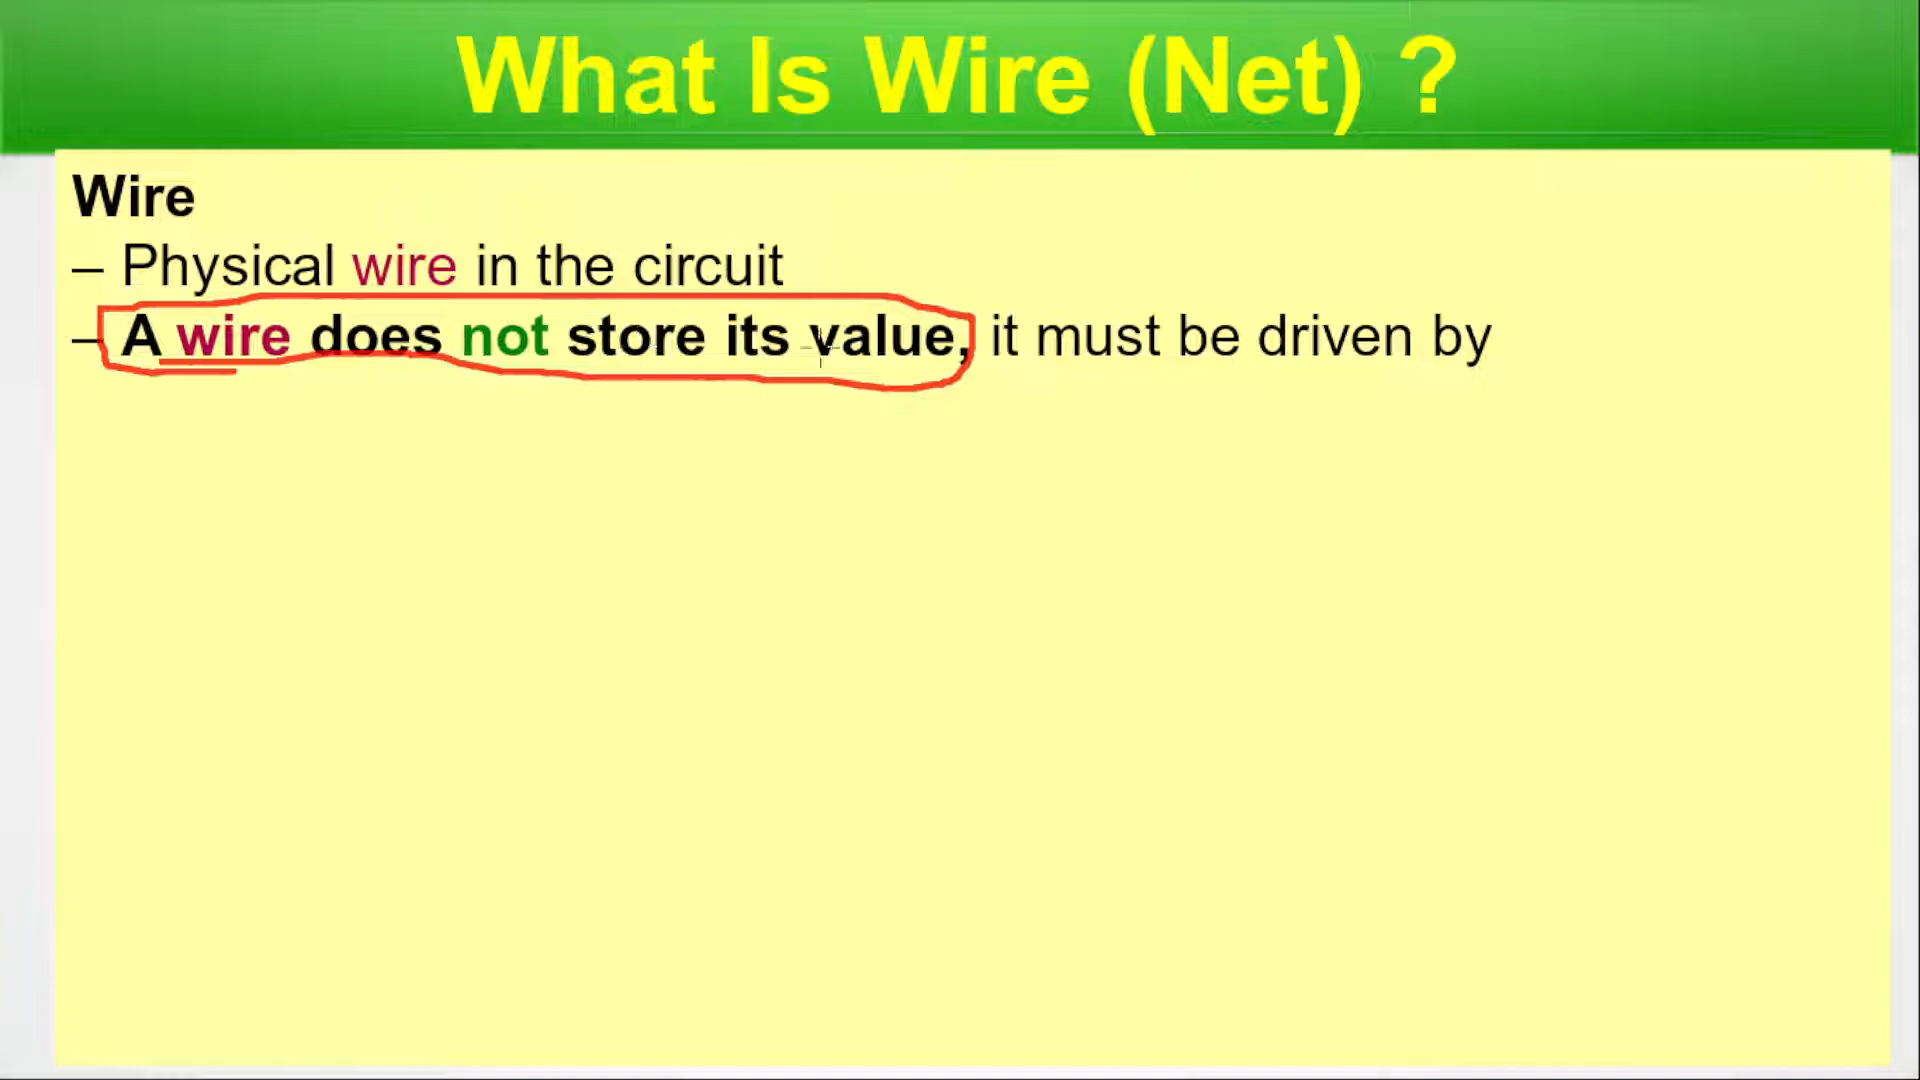 What Is Wire (Net) ?
Wire
– Physical wire in the circuit
– A wire does not store its value, it must be driven by